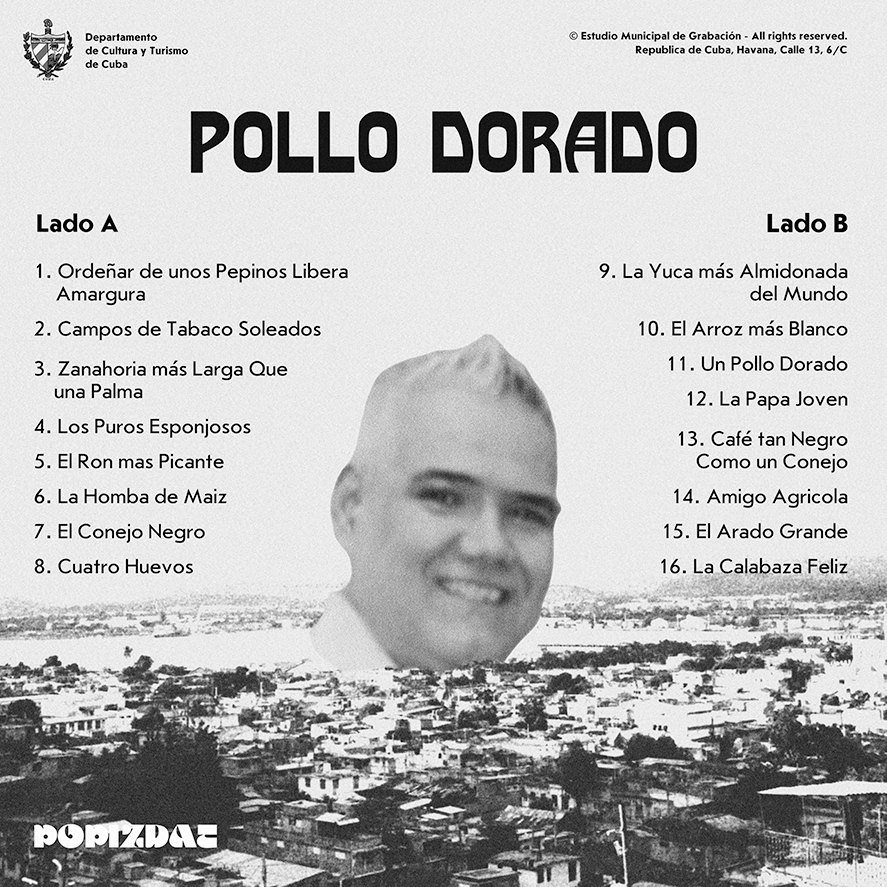 Departamento
de Cultura y Turismo
de Cuba
© Estudio Municipal de Grabación - All rights reserved.
Republica de Cuba, Havana, Calle 13, 6/C
POLLO DORADO
Lado A
1. Ordeñar de unos Pepinos Libera
Amargura
2. Campos de Tabaco Soleados
3. Zanahoria más Larga Que
una Palma
4. Los Puros Esponjosos
5. El Ron mas Picante
6. La Homba de Maiz
7. El Conejo Negro
8. Cuatro Huevos
Lado B
9. La Yuca más Almidonada
del Mundo
10. El Arroz más Blanco
11. Un Pollo Dorado
12. La Papa Joven
13. Café tan Negro
Como un Conejo
14. Amigo Agricola
15. El Arado Grande
16. La Calabaza Feliz
POPIZDAT